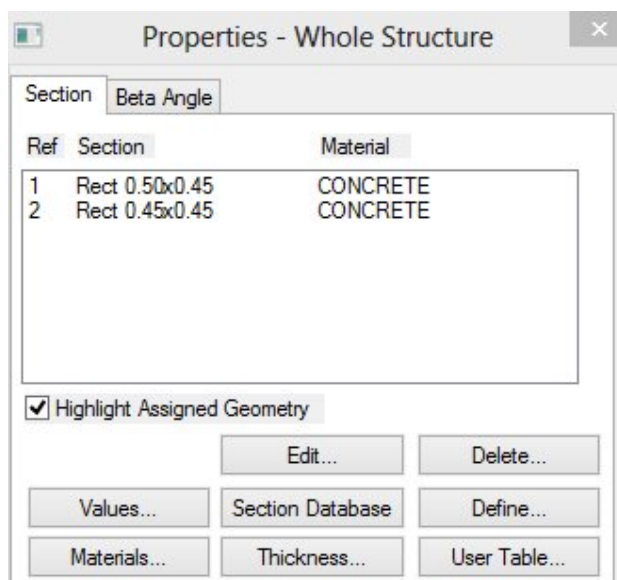 Properties - Whole Structure
Section Beta Angle
Ref Section Material
1 Rect 0.50x0.45 CONCRETE
2 Rect 0.45x0.45 CONCRETE
Highlight Assigned Geometry
Edit... Delete...
Values... Section Database Define...
Materials... Thickness... User Table...